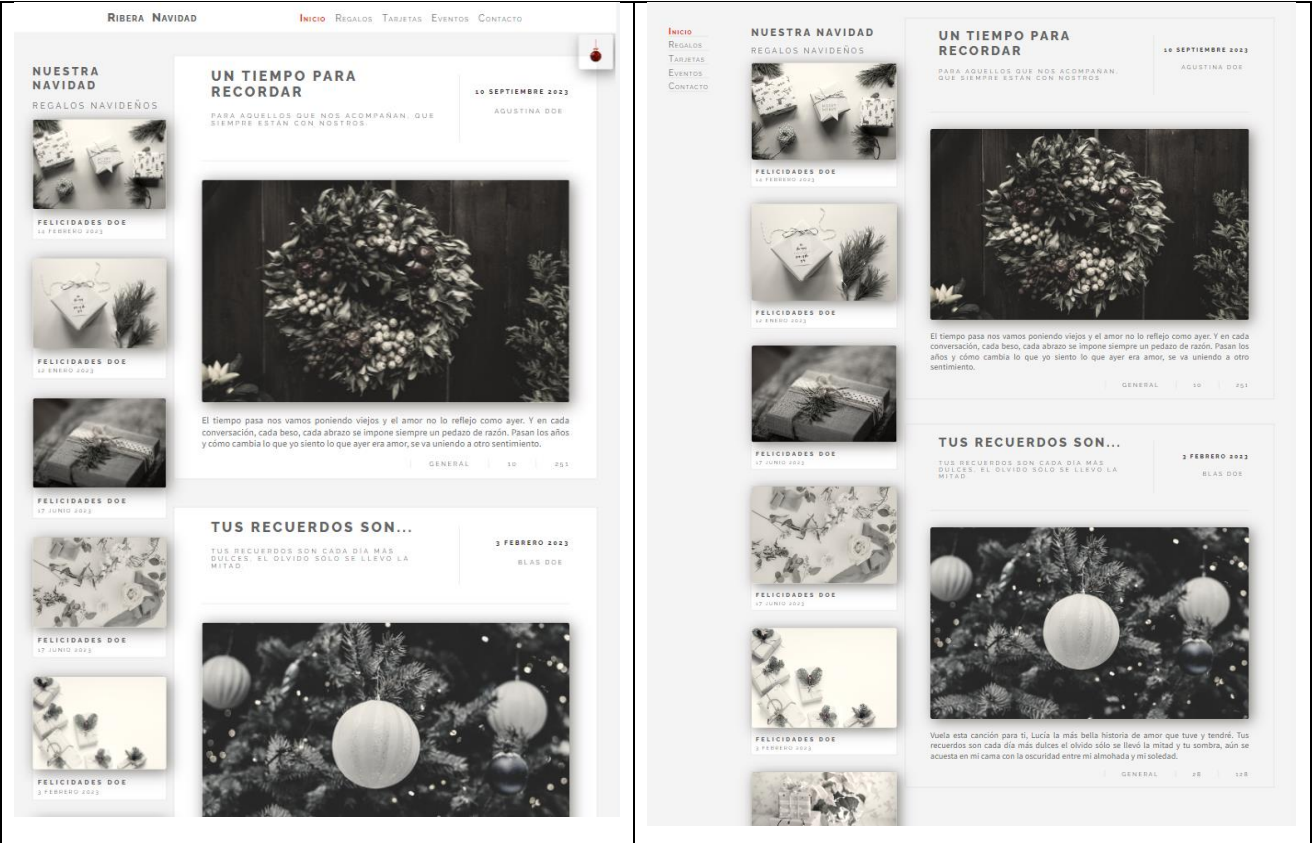 Ribera Navidad
Inicio Regalos Tarjetas Eventos Contacto
NUESTRA
NAVIDAD
REGALOS NAVIDEÑOS
FELICIDADES DOE
14 FEBRERO 2023
FELICIDADES DOE
12 ENERO 2023
FELICIDADES DOE
17 JUNIO 2023
FELICIDADES DOE
17 JUNIO 2023
FELICIDADES DOE
3 FEBRERO 2023
UN TIEMPO PARA
RECORDAR
PARA AQUELLOS QUE NOS ACOMPAÑAN, QUE
SIEMPRE ESTÁN CON NOSTROS
10 SEPTIEMBRE 2023
AGUSTINA DOE
El tiempo pasa nos vamos poniendo viejos y el amor no lo reflejo como ayer. Y en cada
conversación, cada beso, cada abrazo se impone siempre un pedazo de razón. Pasan los años
y cómo cambia lo que yo siento lo que ayer era amor, se va uniendo a otro sentimiento.
GENERAL 10 251
TUS RECUERDOS SON...
TUS RECUERDOS SON CADA DÍA MÁS
DULCES, EL OLVIDO SÓLO SE LLEVO LA
MITAD
3 FEBRERO 2023
BLAS DOE
Inicio
Regalos
Tarjetas
Eventos
Contacto
NUESTRA NAVIDAD
REGALOS NAVIDEÑOS
FELICIDADES DOE
14 FEBRERO 2023
FELICIDADES DOE
12 ENERO 2023
FELICIDADES DOE
17 JUNIO 2023
FELICIDADES DOE
17 JUNIO 2023
FELICIDADES DOE
3 FEBRERO 2023
UN TIEMPO PARA
RECORDAR
PARA AQUELLOS QUE NOS ACOMPAÑAN,
QUE SIEMPRE ESTÁN CON NOSTROS
10 SEPTIEMBRE 2023
AGUSTINA DOE
El tiempo pasa nos vamos poniendo viejos y el amor no lo reflejo como ayer. Y en cada
conversación, cada beso, cada abrazo se impone siempre un pedazo de razón. Pasan los
años y cómo cambia lo que yo siento lo que ayer era amor, se va uniendo a otro
sentimiento.
GENERAL 10 251
TUS RECUERDOS SON...
TUS RECUERDOS SON CADA DÍA MÁS
DULCES, EL OLVIDO SÓLO SE LLEVO LA
MITAD
3 FEBRERO 2023
BLAS DOE
Vuela esta canción para ti, Lucía la más bella historia de amor que tuve y tendré. Tus
recuerdos son cada día más dulces el olvido sólo se llevó la mitad y tu sombra, aún se
acuesta en mi cama con la oscuridad entre mi almohada y mi soledad.
GENERAL 28 128